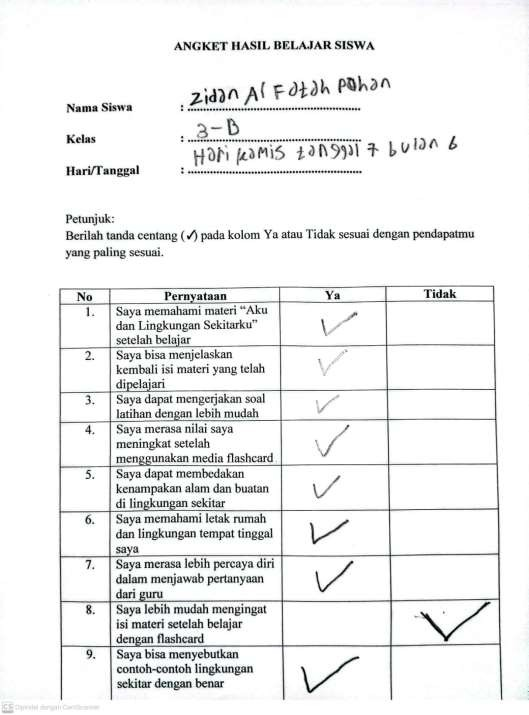 ANGKET HASIL BELAJAR SISWA
Nama Siswa : Zidan Al Fatah Pohan
Kelas : 3-B
Hari/Tanggal : Hari kamis tanggal 7 bulan 6
Petunjuk:
Berilah tanda centang (✓) pada kolom Ya atau Tidak sesuai dengan pendapatmu
yang paling sesuai.
No Pernyataan Ya Tidak
1. Saya memahami materi “Aku
dan Lingkungan Sekitarku”
setelah belajar ✓
2. Saya bisa menjelaskan
kembali isi materi yang telah
dipelajari ✓
3. Saya dapat mengerjakan soal
latihan dengan lebih mudah ✓
4. Saya merasa nilai saya
meningkat setelah
menggunakan media flashcard ✓
5. Saya dapat membedakan
kenampakan alam dan buatan
di lingkungan sekitar ✓
6. Saya memahami letak rumah
dan lingkungan tempat tinggal
saya ✓
7. Saya merasa lebih percaya diri
dalam menjawab pertanyaan
dari guru ✓
8. Saya lebih mudah mengingat
isi materi setelah belajar
dengan flashcard ✓
9. Saya bisa menyebutkan
contoh-contoh lingkungan
sekitar dengan benar ✓
CS Dipindai dengan CamScanner